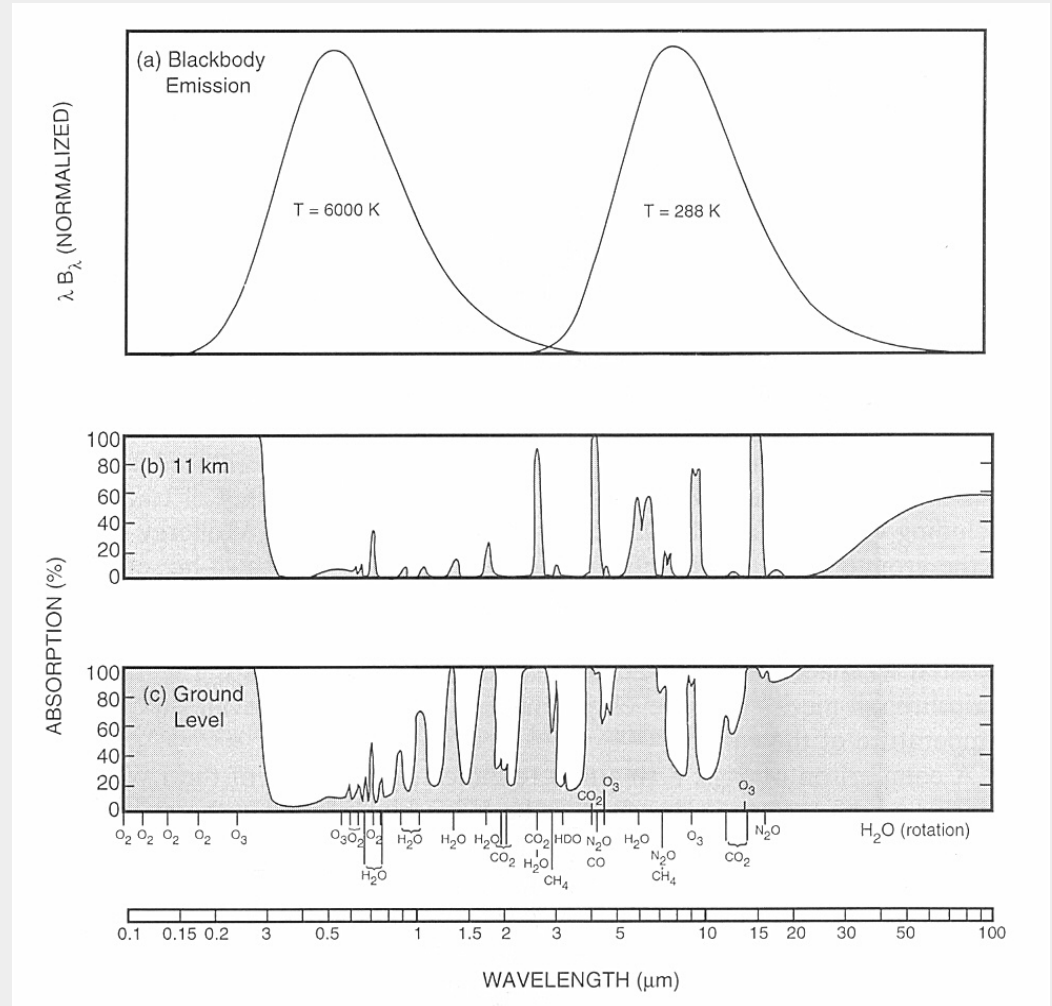 (a) Blackbody
Emission
λ Bλ (NORMALIZED)
T = 6000 K
T = 288 K
ABSORPTION (%)
100
80
60
40
20
0
(b) 11 km
100
80
60
40
20
0
(c) Ground
Level
CO2 O3
O3
O2 O2 O2 O2 O3 O3 O2 O2 H2O H2O H2O CO2 HDO N2O H2O O3 N2O H2O (rotation)
CO2 H2O CO N2O CO2
H2O CH4 CH4
0.1 0.15 0.2 3 0.5 1 1.5 2 3 5 10 15 20 30 50 100
WAVELENGTH (μm)